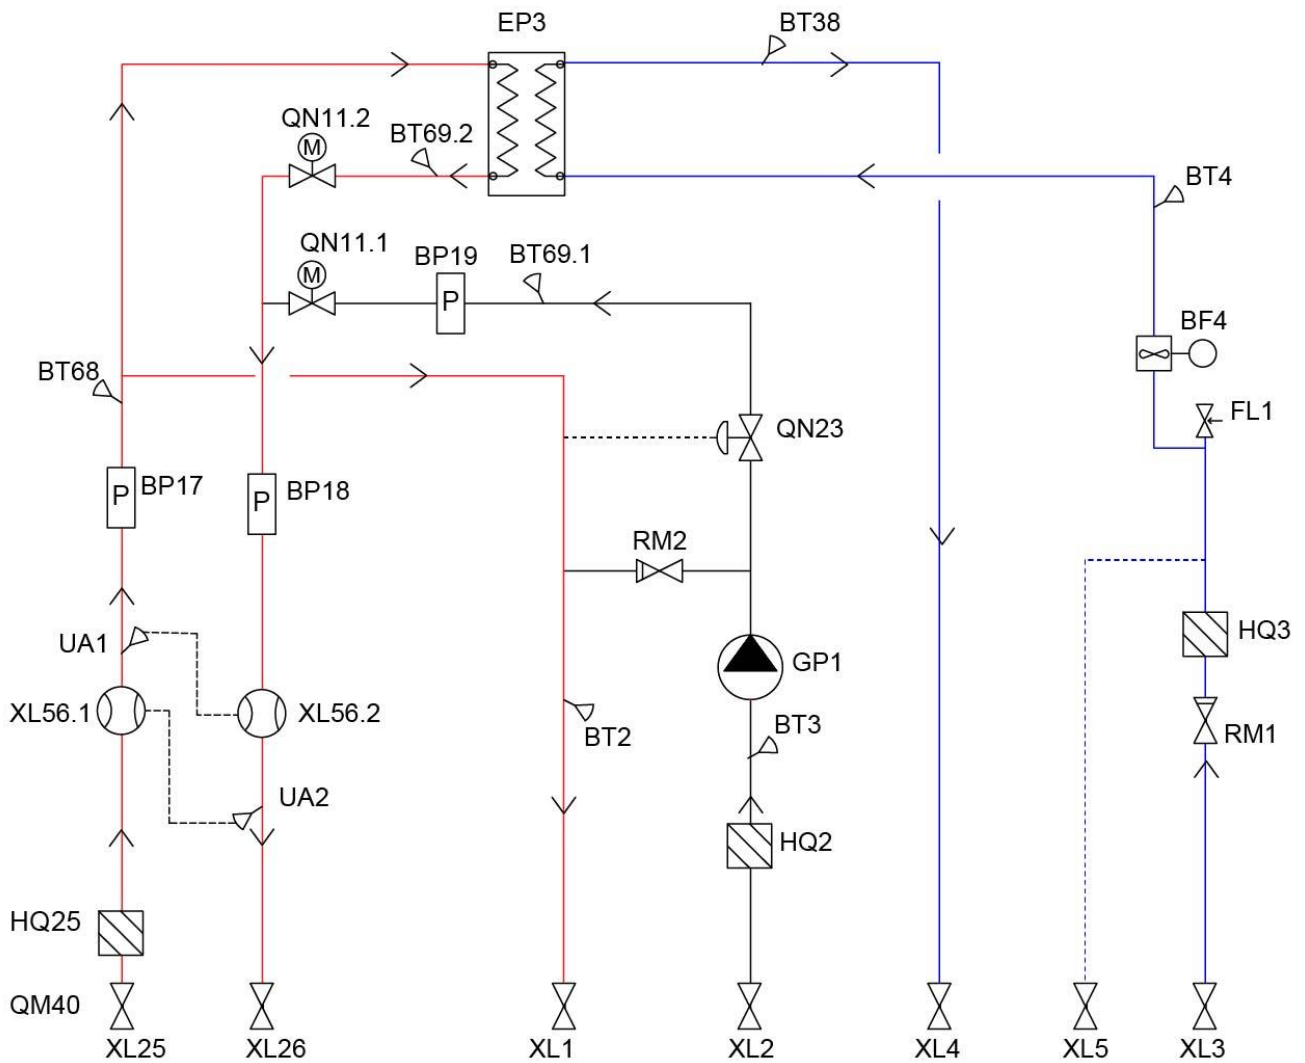 EP3
BT38
QN11.2
M
BT69.2
BT4
QN11.1
M
BP19
P
BT69.1
BF4
BT68
FL1
QN23
BP17
P
BP18
P
RM2
UA1
HQ3
GP1
XL56.1
XL56.2
BT2
BT3
RM1
UA2
HQ2
HQ25
QM40
XL25
XL26
XL1
XL2
XL4
XL5
XL3